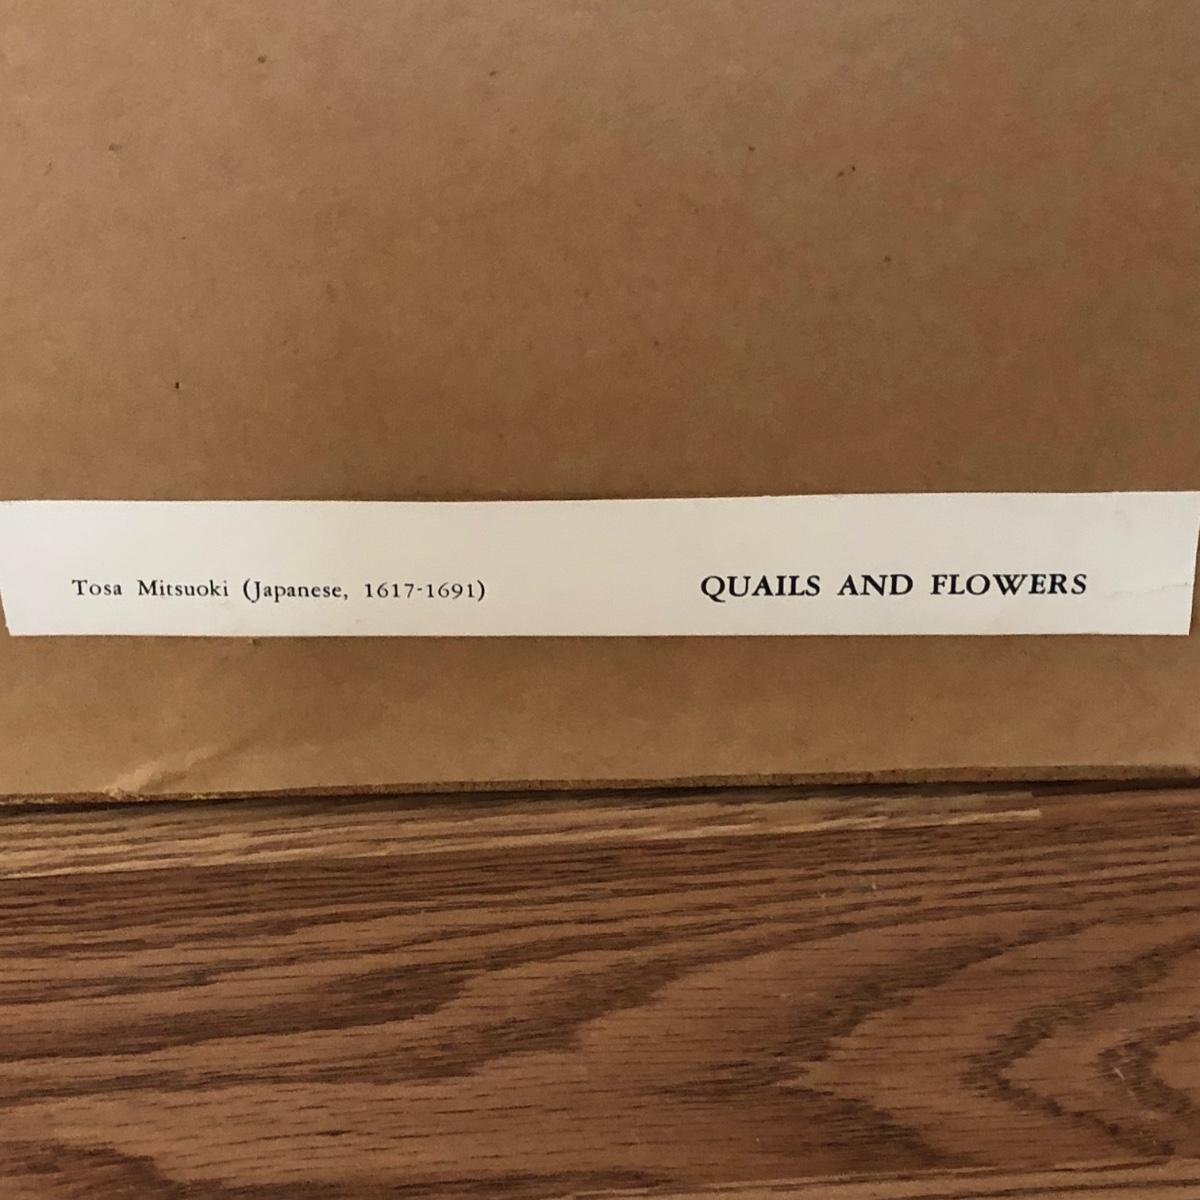 Tosa Mitsuoki (Japanese, 1617-1691) QUAILS AND FLOWERS